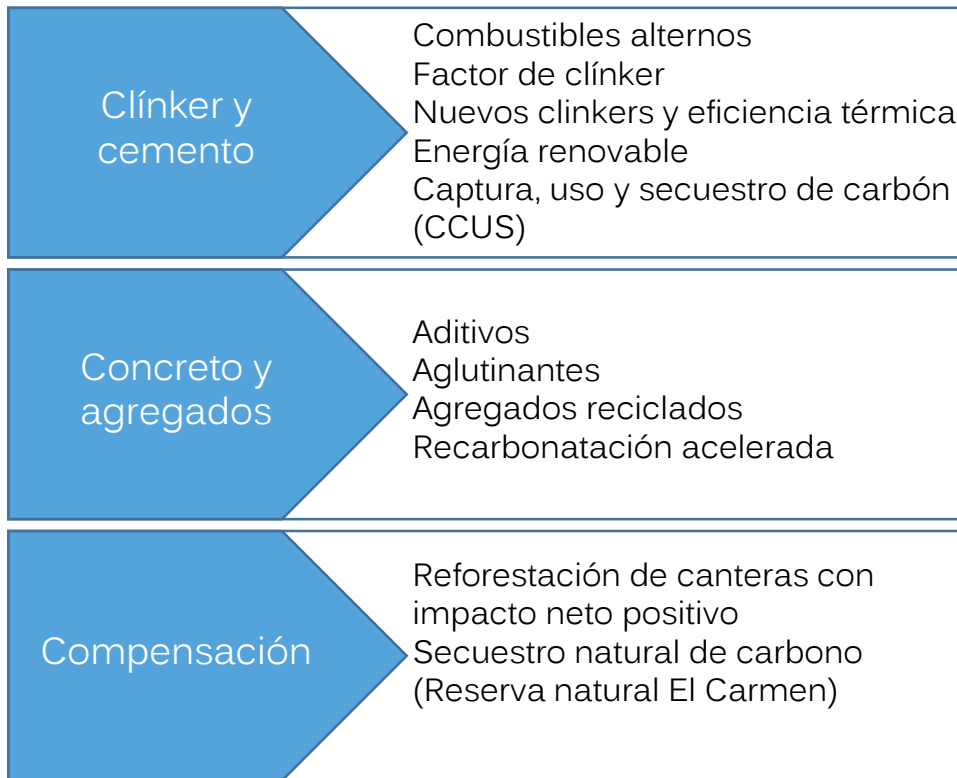 Clínker y
cemento
Combustibles alternos
Factor de clínker
Nuevos clinkers y eficiencia térmica
Energía renovable
Captura, uso y secuestro de carbón
(CCUS)
Concreto y
agregados
Aditivos
Aglutinantes
Agregados reciclados
Recarbonatación acelerada
Compensación
Reforestación de canteras con
impacto neto positivo
Secuestro natural de carbono
(Reserva natural El Carmen)